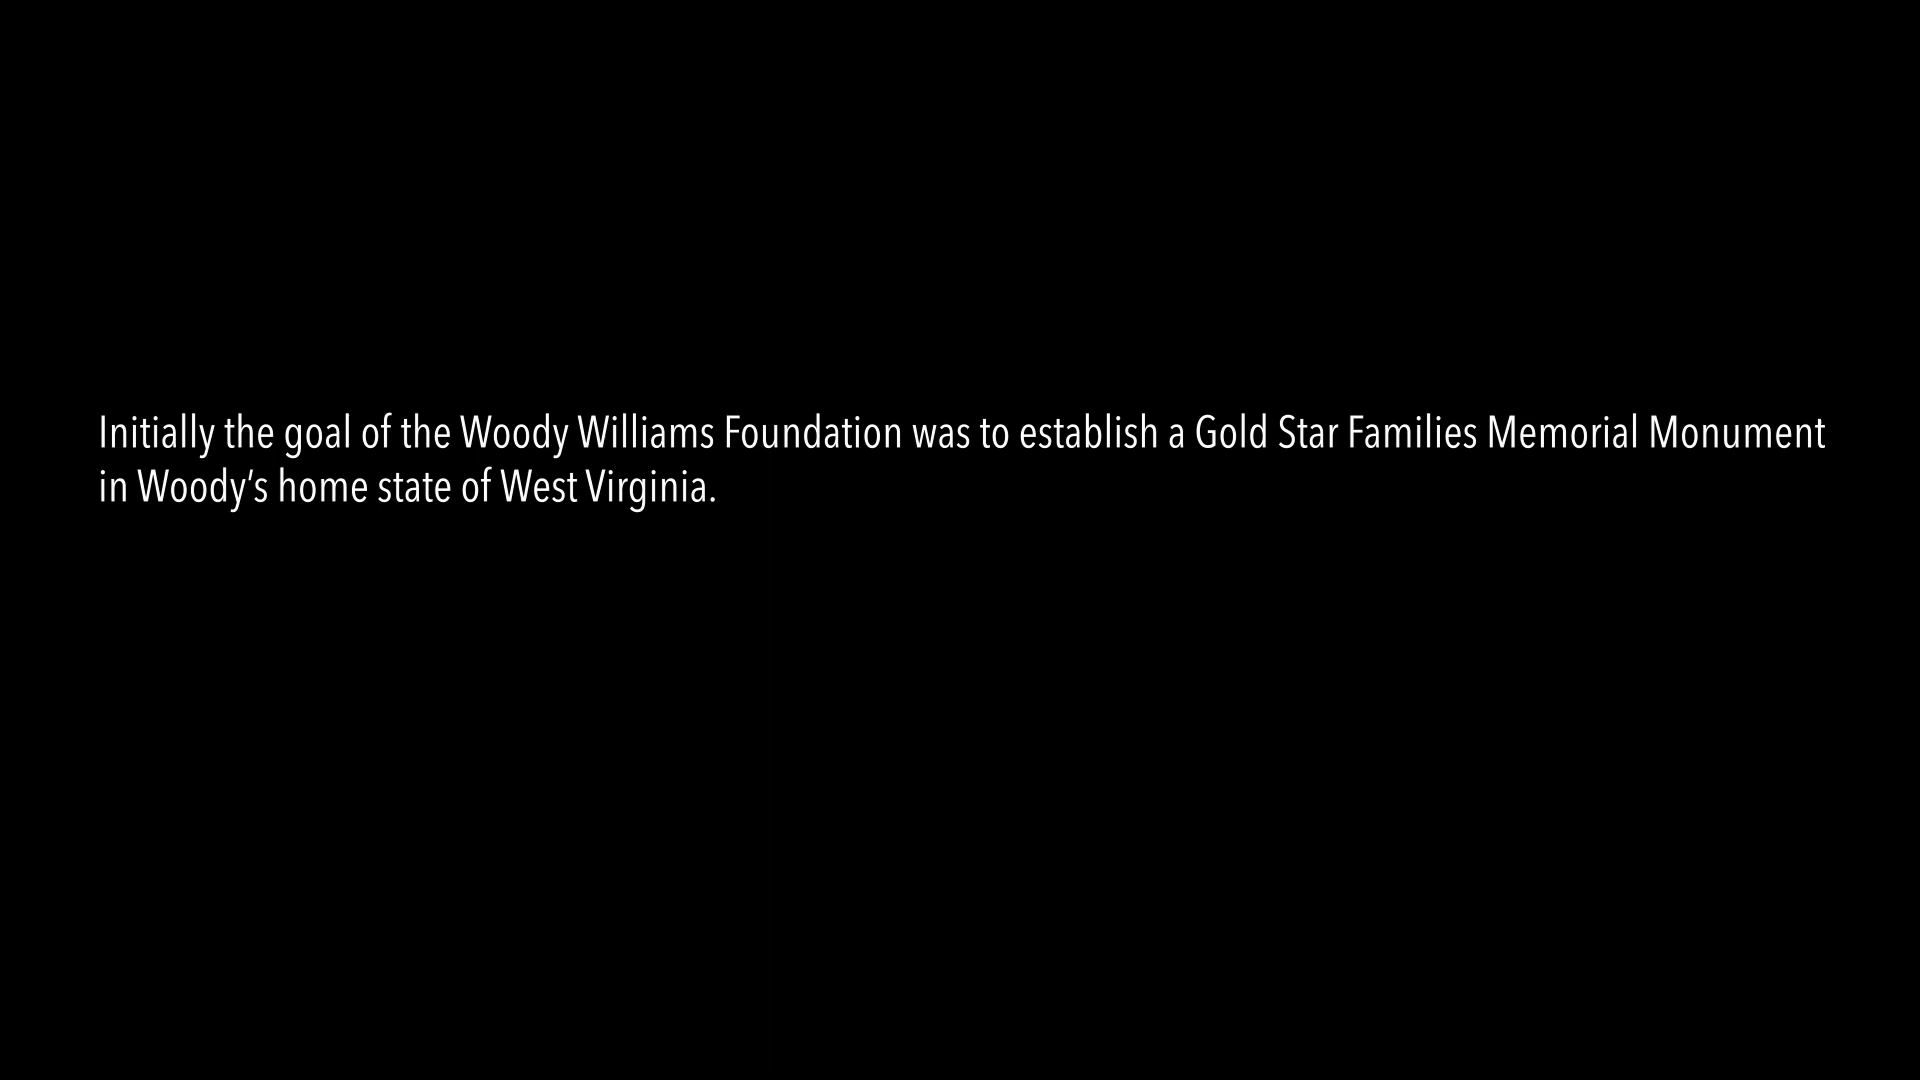 Initially the goal of the Woody Williams Foundation was to establish a Gold Star Families Memorial Monument
in Woody’s home state of West Virginia.